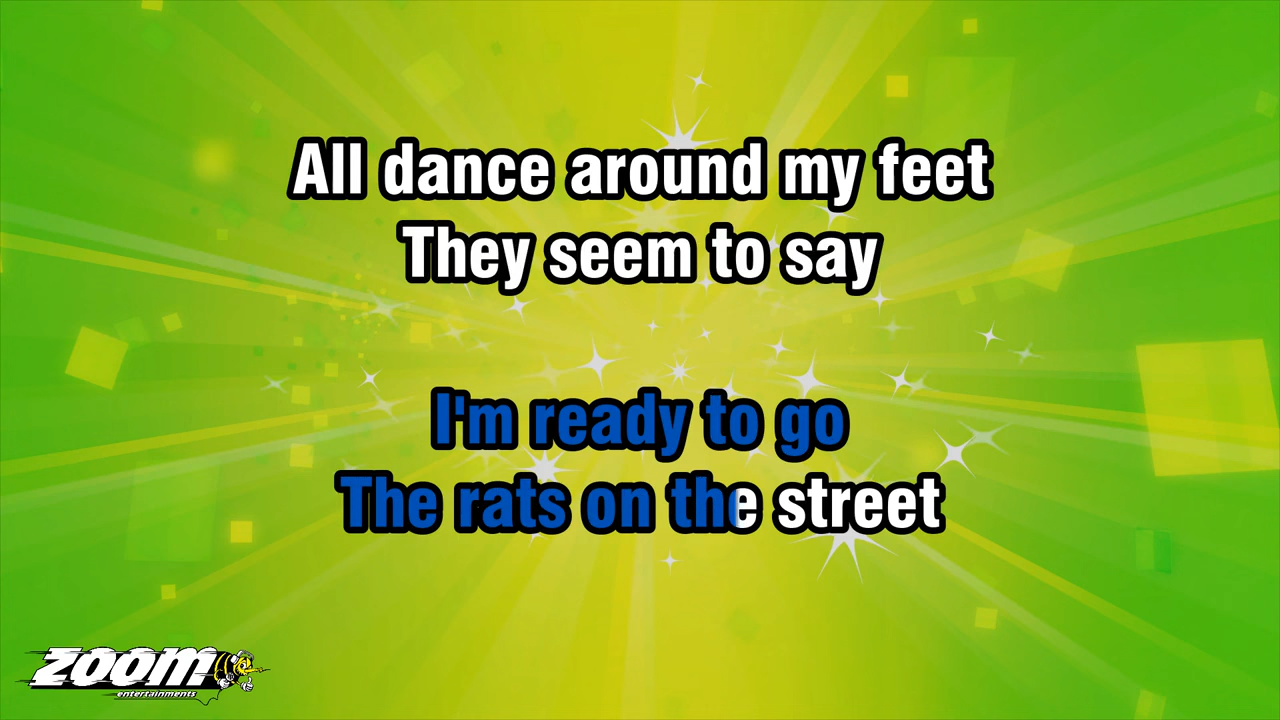 All dance around my feet
They seem to say
I'm ready to go
The rats on the street
ZOOM
entertainments